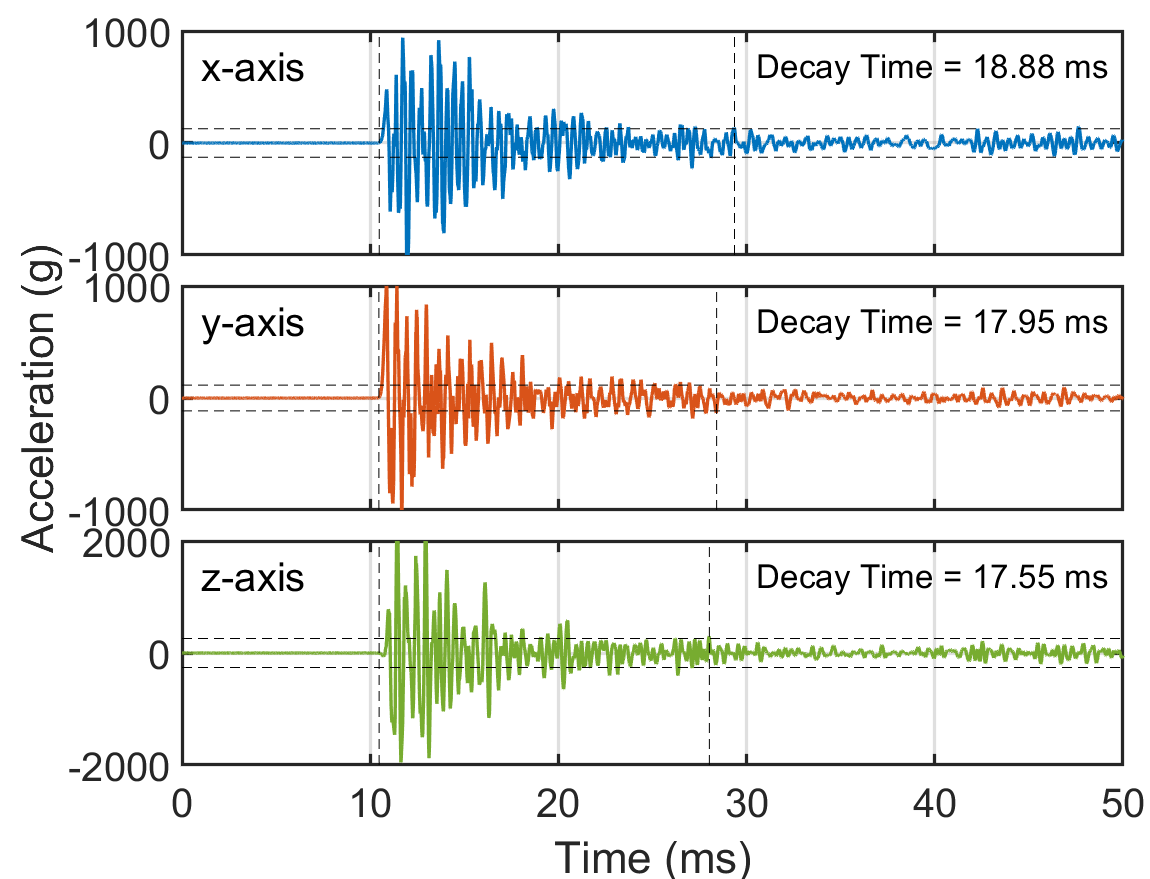 1000
x-axis
Decay Time = 18.88 ms
0
-1000
1000
y-axis
Decay Time = 17.95 ms
0
Acceleration (g)
-1000
2000
z-axis
Decay Time = 17.55 ms
0
-2000
0 10 20 30 40 50
Time (ms)